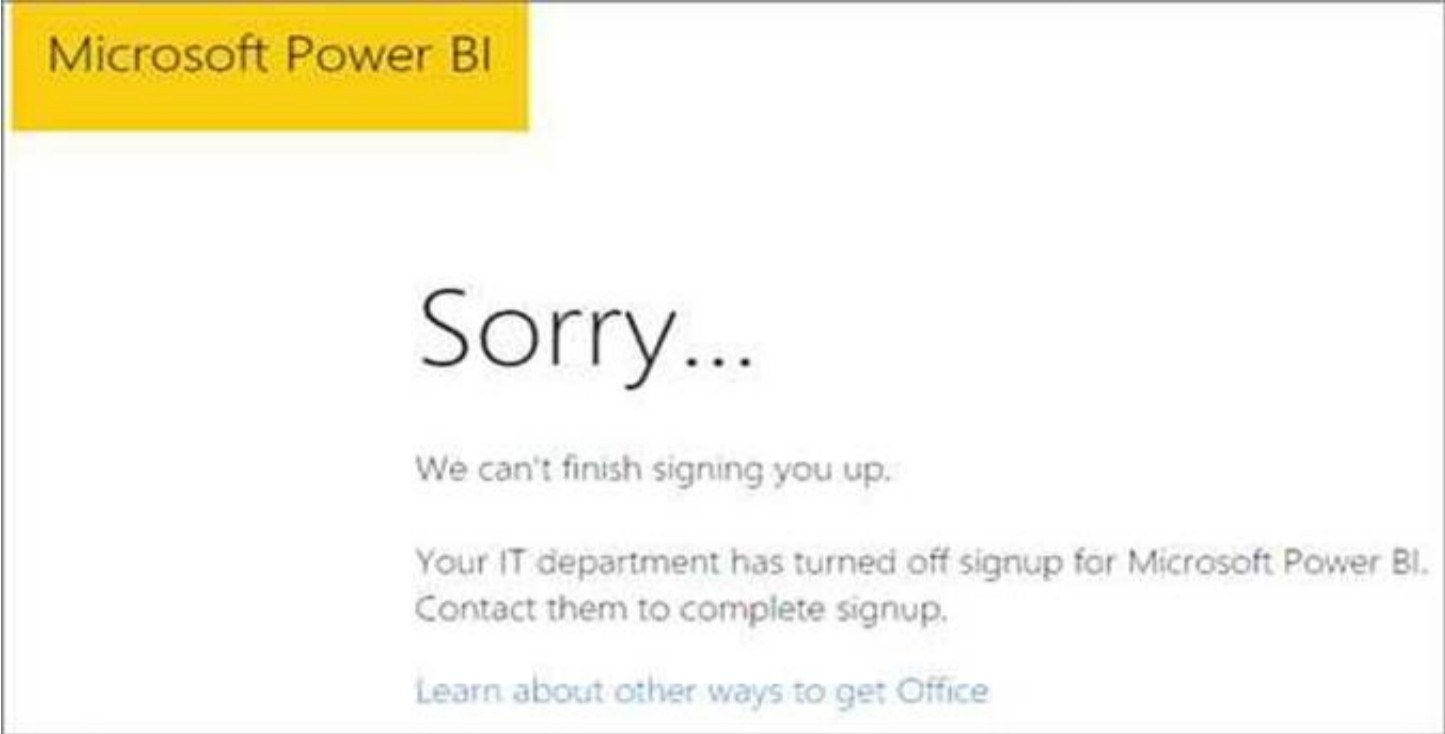 Microsoft Power BI
Sorry...
We can't finish signing you up.
Your IT department has turned off signup for Microsoft Power BI.
Contact them to complete signup.
Learn about other ways to get Office